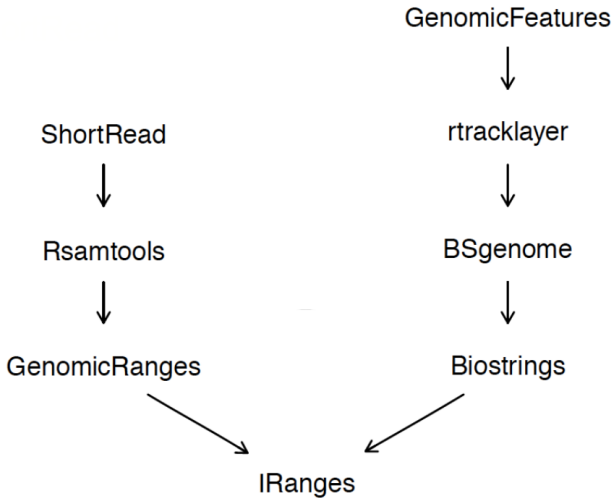 GenomicFeatures
ShortRead
rtracklayer
Rsamtools
BSgenome
GenomicRanges
Biostrings
IRanges